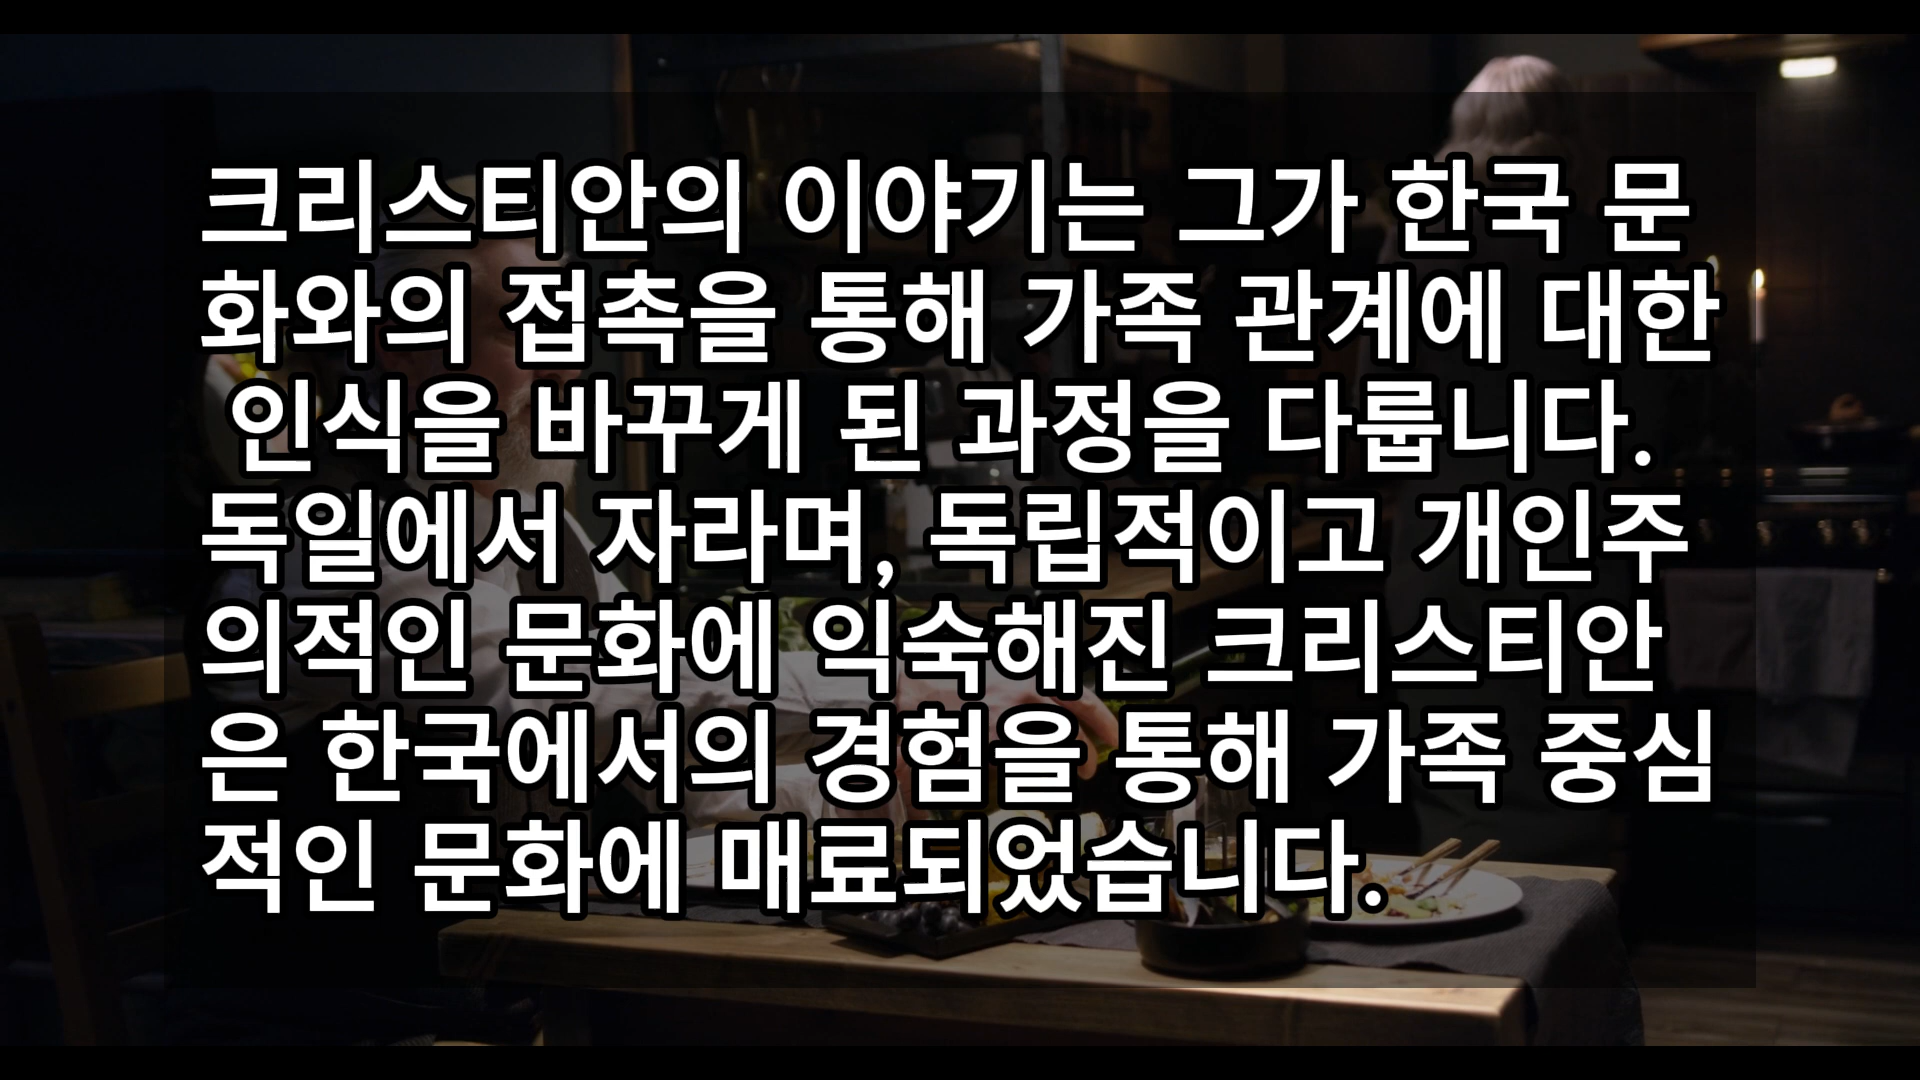 크리스티안의 이야기는 그가 한국 문
화와의 접촉을 통해 가족 관계에 대한
인식을 바꾸게 된 과정을 다룹니다.
독일에서 자라며, 독립적이고 개인주
의적인 문화에 익숙해진 크리스티안
은 한국에서의 경험을 통해 가족 중심
적인 문화에 매료되었습니다.